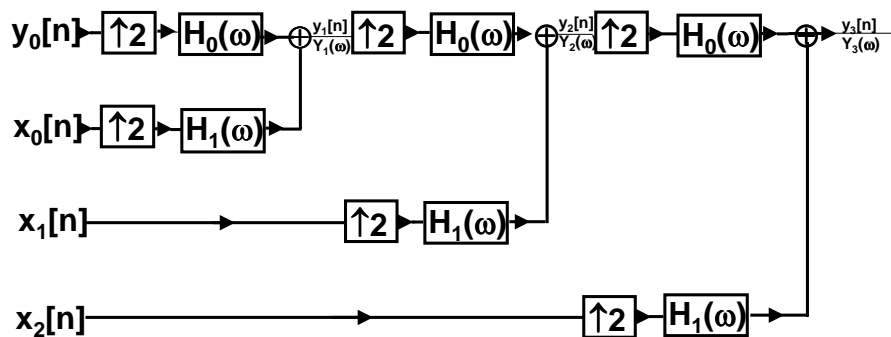 y₀[n] ↑2 H₀(ω) y₁[n] ↑2 H₀(ω) y₂[n] ↑2 H₀(ω) y₃[n]
Y₁(ω) Y₂(ω) Y₃(ω)
x₀[n] ↑2 H₁(ω)
x₁[n] ↑2 H₁(ω)
x₂[n] ↑2 H₁(ω)